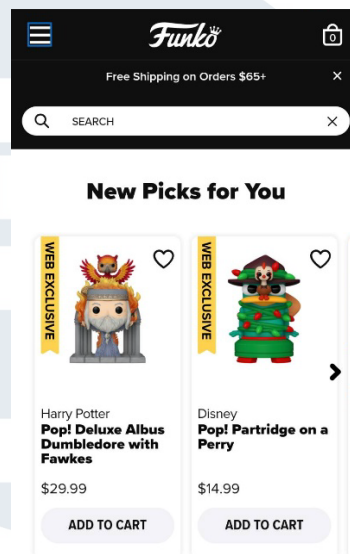 Funko
0
Free Shipping on Orders $65+
SEARCH
New Picks for You
WEB EXCLUSIVE
WEB EXCLUSIVE
Harry Potter
Pop! Deluxe Albus
Dumbledore with
Fawkes
$29.99
ADD TO CART
Disney
Pop! Partridge on a
Perry
$14.99
ADD TO CART